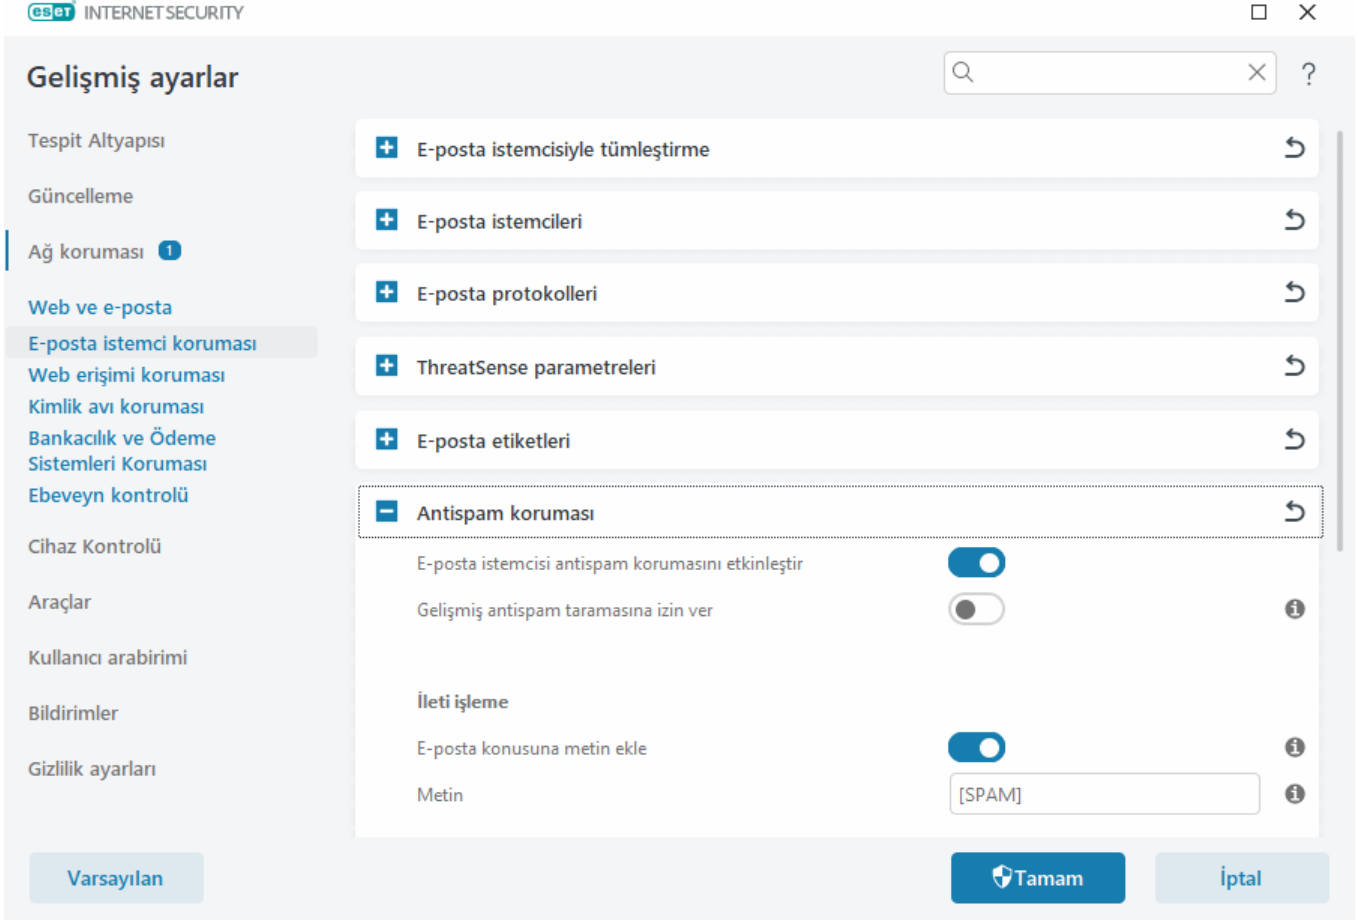 eset INTERNET SECURITY
Gelişmiş ayarlar
?
Tespit Altyapısı
Güncelleme
Ağ koruması 1
Web ve e-posta
E-posta istemci koruması
Web erişimi koruması
Kimlik avı koruması
Bankacılık ve Ödeme
Sistemleri Koruması
Ebeveyn kontrolü
Cihaz Kontrolü
Araçlar
Kullanıcı arabirimi
Bildirimler
Gizlilik ayarları
E-posta istemcisiyle tümleştirme
E-posta istemcileri
E-posta protokolleri
ThreatSense parametreleri
E-posta etiketleri
Antispam koruması
E-posta istemcisi antispam korumasını etkinleştir
Gelişmiş antispam taramasına izin ver
İleti işleme
E-posta konusuna metin ekle
Metin
[SPAM]
Varsayılan
Tamam
İptal